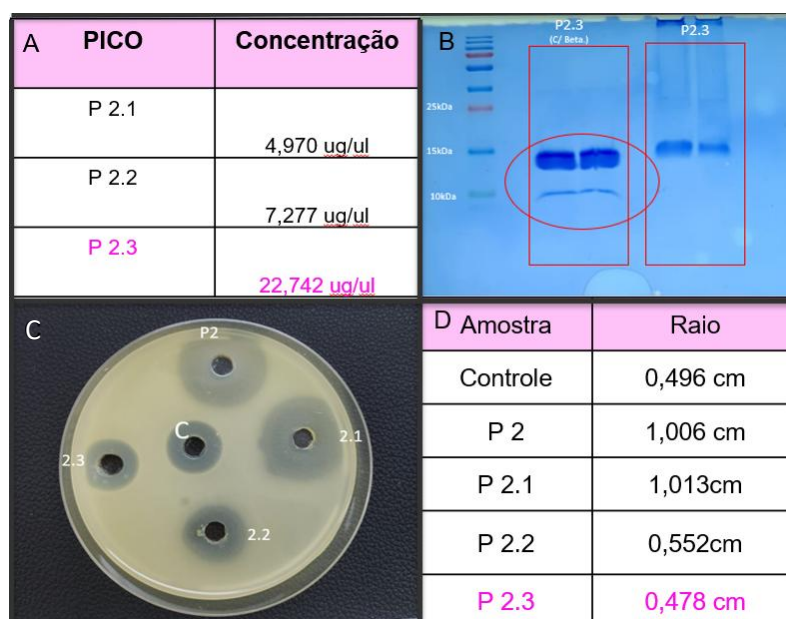 A PICO Concentração
P 2.1
4,970 ug/ul
P 2.2
7,277 ug/ul
P 2.3
22,742 ug/ul
B P2.3 P2.3
(C/ Beta.)
25kDa
15kDa
10kDa
C
P2
C
2.1
2.3
2.2
D Amostra Raio
Controle 0,496 cm
P 2 1,006 cm
P 2.1 1,013cm
P 2.2 0,552cm
P 2.3 0,478 cm